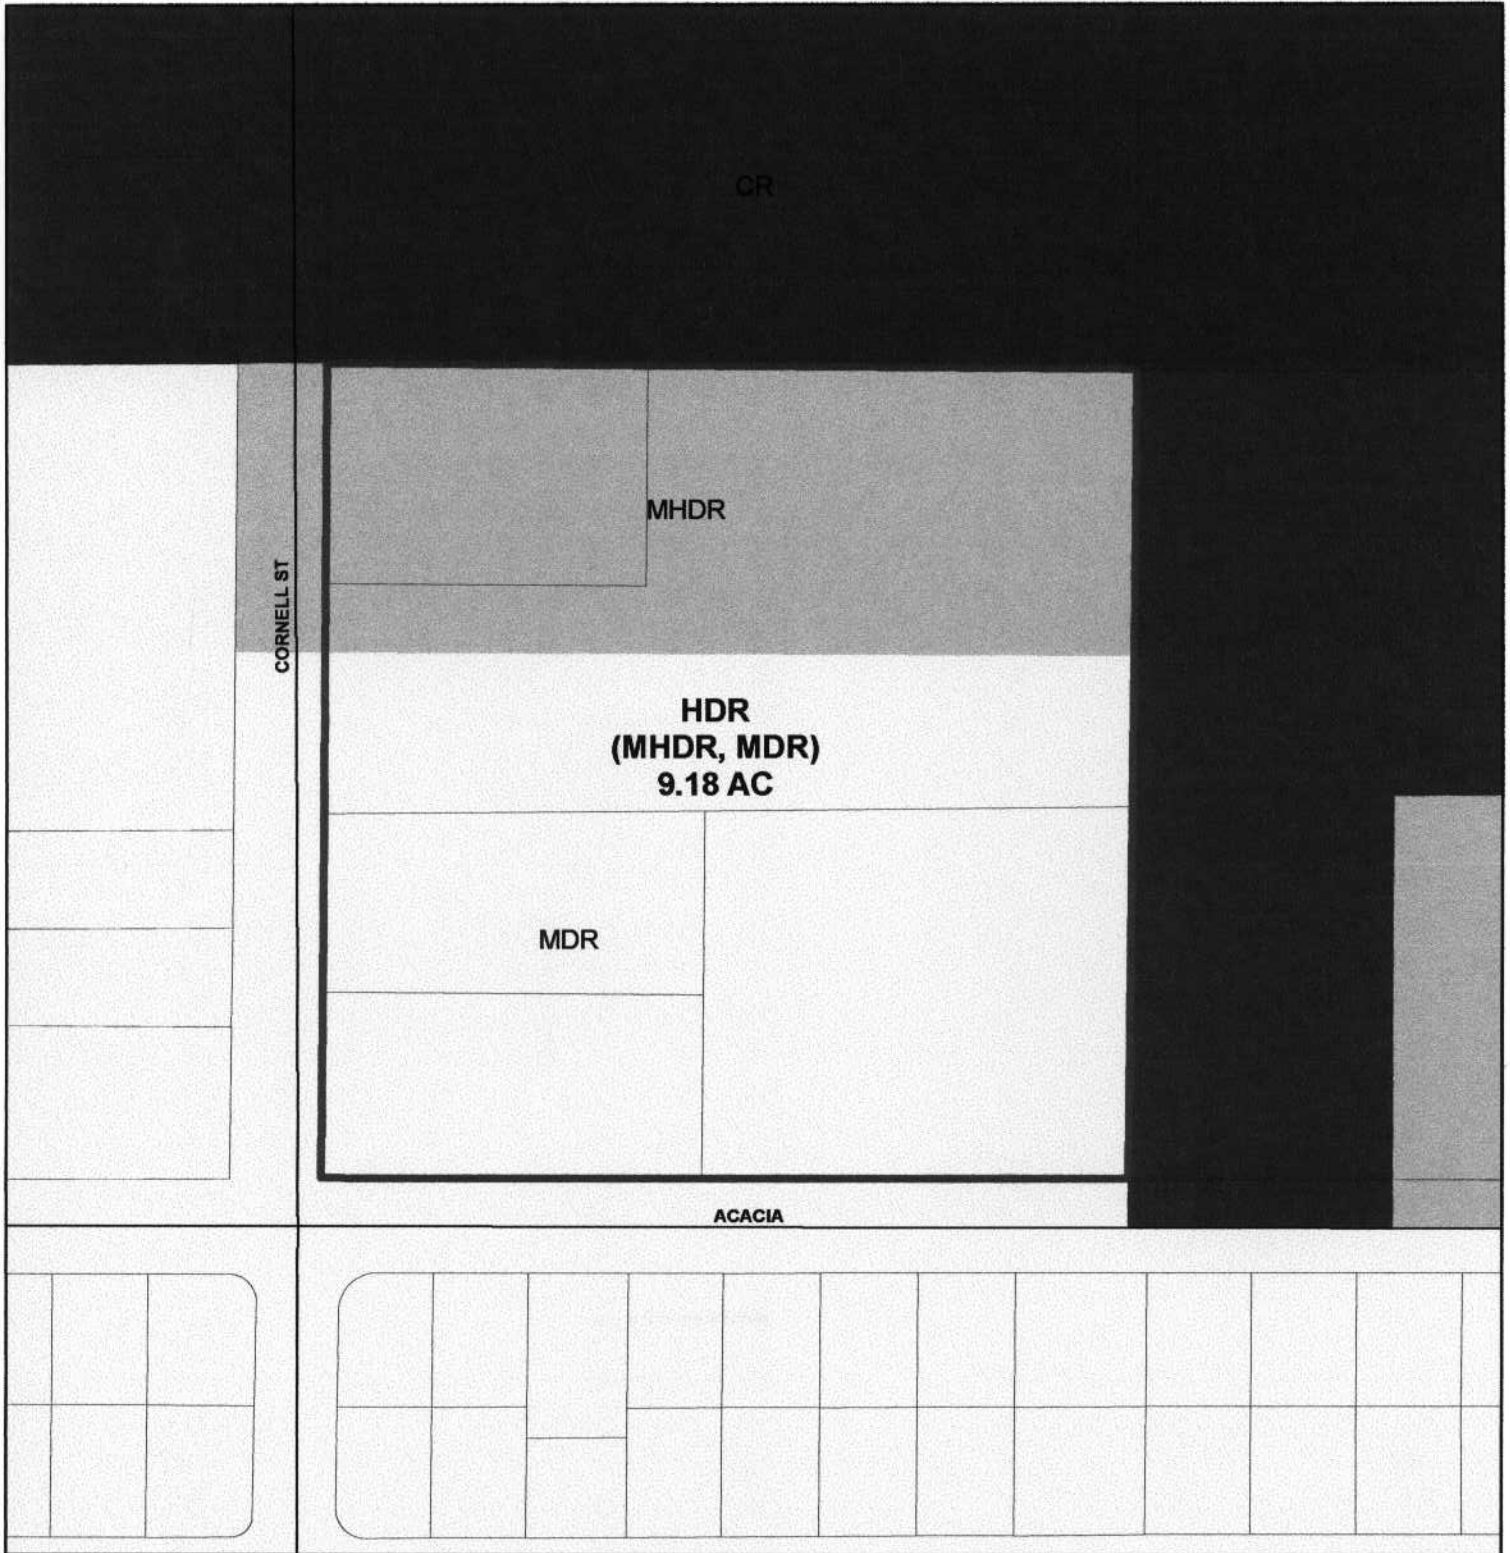 CR
MHDR
CORNELL ST
HDR
(MHDR, MDR)
9.18 AC
MDR
ACACIA